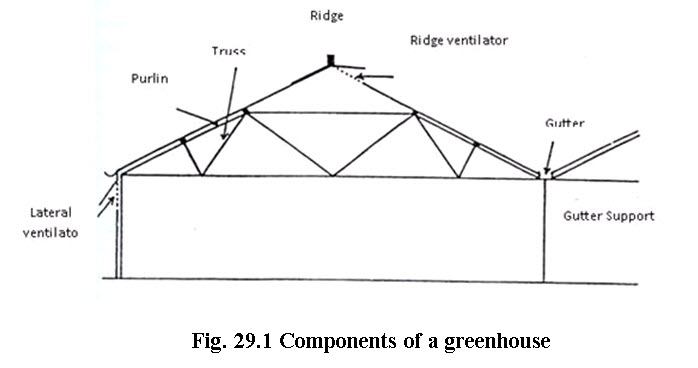 Ridge
Ridge ventilator
Truss
Purlin
Gutter
Lateral
ventilato
Gutter Support
Fig. 29.1 Components of a greenhouse